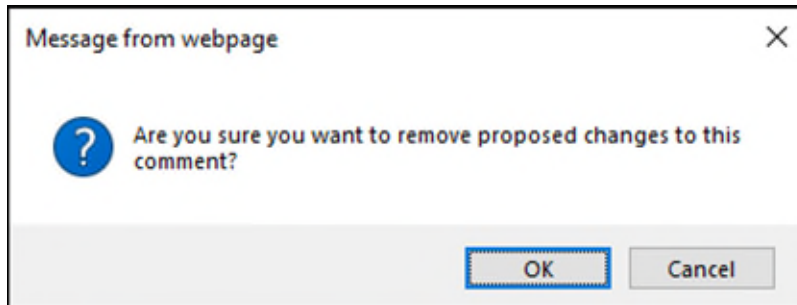 Message from webpage
Are you sure you want to remove proposed changes to this
comment?
OK
Cancel